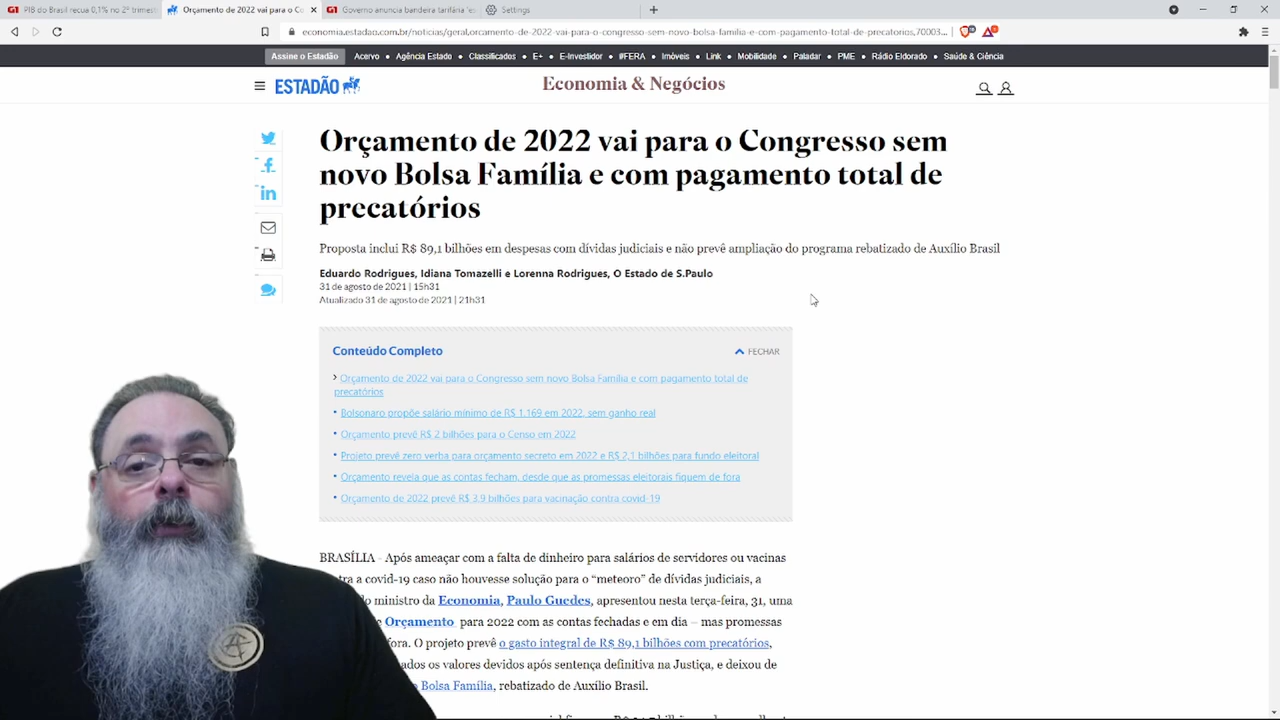 G1 PIB do Brasil recua 0,1% no 2º trimest
Orçamento de 2022 vai para o Co
G1 Governo anuncia bandeira tarifária 'es
Settings
economia.estadao.com.br/noticias/geral,orcamento-de-2022-vai-para-o-congresso-sem-novo-bolsa-familia-e-com-pagamento-total-de-precatorios,70003...
Assine o Estadão Acervo • Agência Estado • Classificados • E+ • E-Investidor • #FERA • Imóveis • Link • Mobilidade • Paladar • PME • Rádio Eldorado • Saúde & Ciência
ESTADÃO
Economia & Negócios
Orçamento de 2022 vai para o Congresso sem
novo Bolsa Família e com pagamento total de
precatórios
Proposta inclui R$ 89,1 bilhões em despesas com dívidas judiciais e não prevê ampliação do programa rebatizado de Auxílio Brasil
Eduardo Rodrigues, Idiana Tomazelli e Lorenna Rodrigues, O Estado de S.Paulo
31 de agosto de 2021 | 15h31
Atualizado 31 de agosto de 2021 | 21h31
Conteúdo Completo
FECHAR
Orçamento de 2022 vai para o Congresso sem novo Bolsa Família e com pagamento total de
precatórios
Bolsonaro propõe salário mínimo de R$ 1.169 em 2022, sem ganho real
Orçamento prevê R$ 2 bilhões para o Censo em 2022
Projeto prevê zero verba para orçamento secreto em 2022 e R$ 2,1 bilhões para fundo eleitoral
Orçamento revela que as contas fecham, desde que as promessas eleitorais fiquem de fora
Orçamento de 2022 prevê R$ 3,9 bilhões para vacinação contra covid-19
BRASÍLIA - Após ameaçar com a falta de dinheiro para salários de servidores ou vacinas
a covid-19 caso não houvesse solução para o “meteoro” de dívidas judiciais, a
ministro da Economia, Paulo Guedes, apresentou nesta terça-feira, 31, uma
Orçamento para 2022 com as contas fechadas e em dia – mas promessas
fora. O projeto prevê o gasto integral de R$ 89,1 bilhões com precatórios,
os valores devidos após sentença definitiva na Justiça, e deixou de
Bolsa Família, rebatizado de Auxílio Brasil.